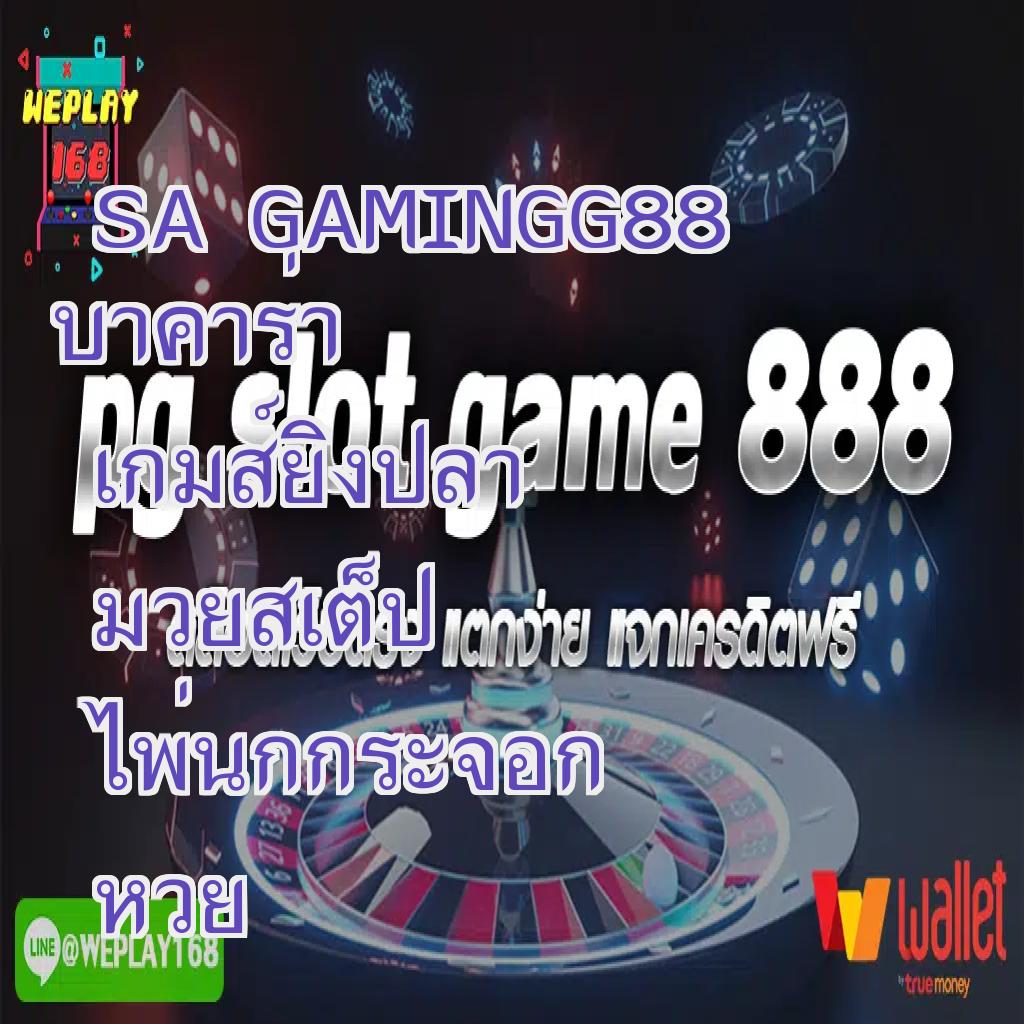 WEPLAY
168
SA GAMINGG88
บาคาร่า
pg slot game 888
เกมส์ยิงปลา
มวยสเต็ป
แตกง่าย แจกเครดิตฟรี
ไพ่นกกระจอก
หวย
LINE @WEPLAY168
wallet
by truemoney